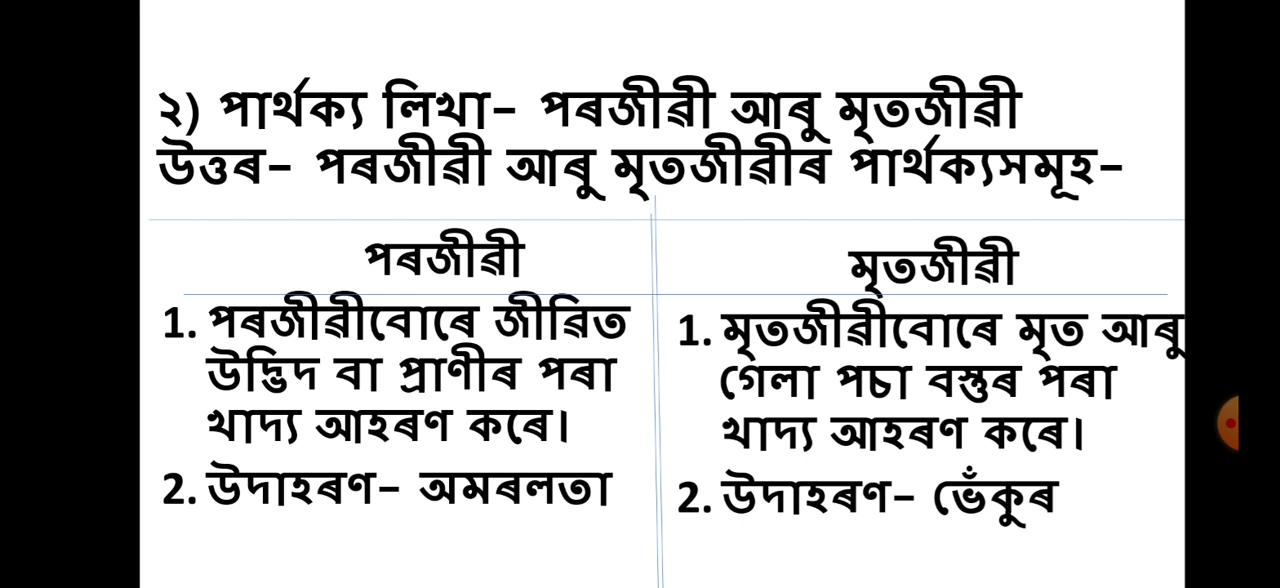 ২) পাৰ্থক্য লিখা- পৰজীৱী আৰু মৃতজীৱী
উত্তৰ- পৰজীৱী আৰু মৃতজীৱীৰ পাৰ্থক্যসমূহ-
পৰজীৱী
1. পৰজীৱীবোৰে জীৱিত
উদ্ভিদ বা প্ৰাণীৰ পৰা
খাদ্য আহৰণ কৰে।
2. উদাহৰণ- অমৰলতা
মৃতজীৱী
1. মৃতজীৱীবোৰে মৃত আৰু
গেলা পচা বস্তুৰ পৰা
খাদ্য আহৰণ কৰে।
2. উদাহৰণ- ভেঁকুৰ